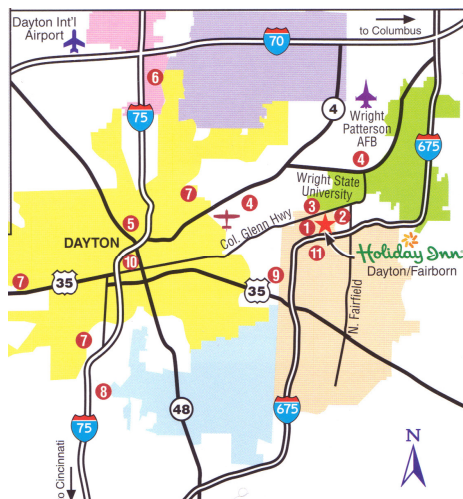 Dayton Int'l
Airport
to Columbus
70
6
75
4
Wright
Patterson
AFB
675
4
Wright State
University
7
4
3
2
5
Col. Glenn Hwy
1
DAYTON
Holiday Inn
Dayton/Fairborn
10
11
7
35
9
35
N. Fairfield
7
8
48
675
75
N
o Cincinnati